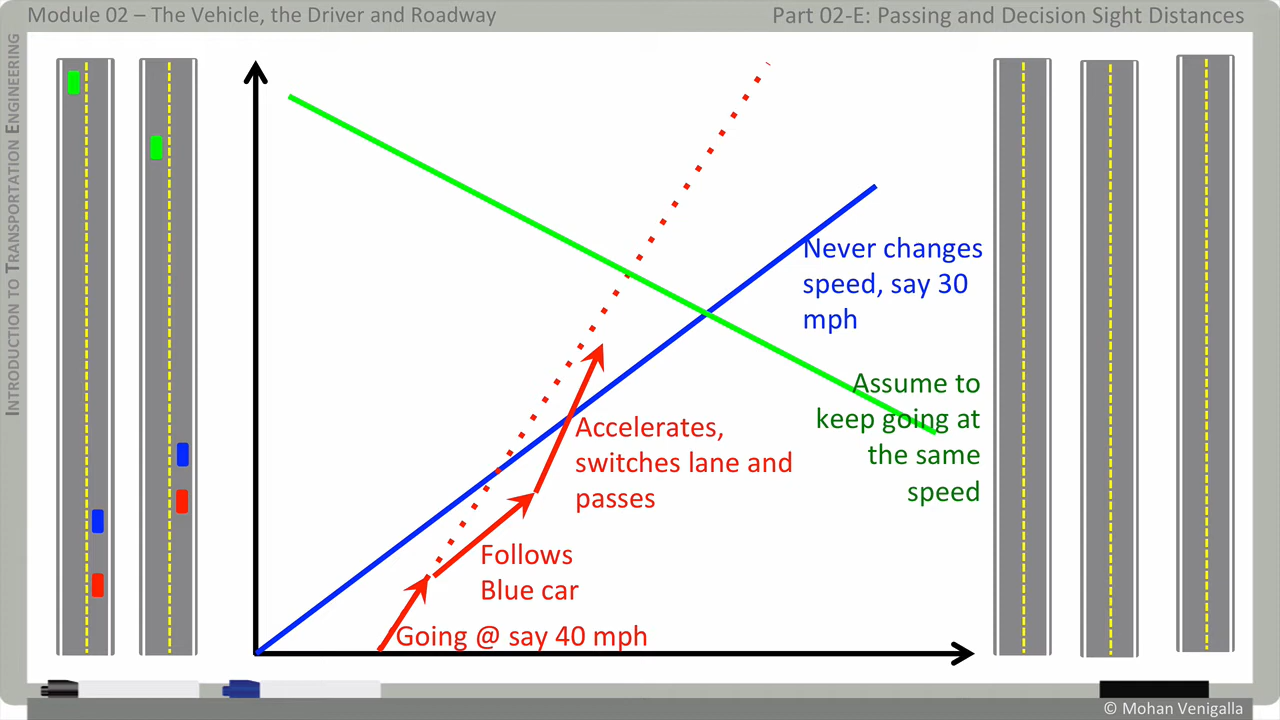 Module 02 – The Vehicle, the Driver and Roadway
Part 02-E: Passing and Decision Sight Distances
INTRODUCTION TO TRANSPORTATION ENGINEERING
Never changes
speed, say 30
mph
Assume to
keep going at
the same
speed
Accelerates,
switches lane and
passes
Follows
Blue car
Going @ say 40 mph
© Mohan Venigalla